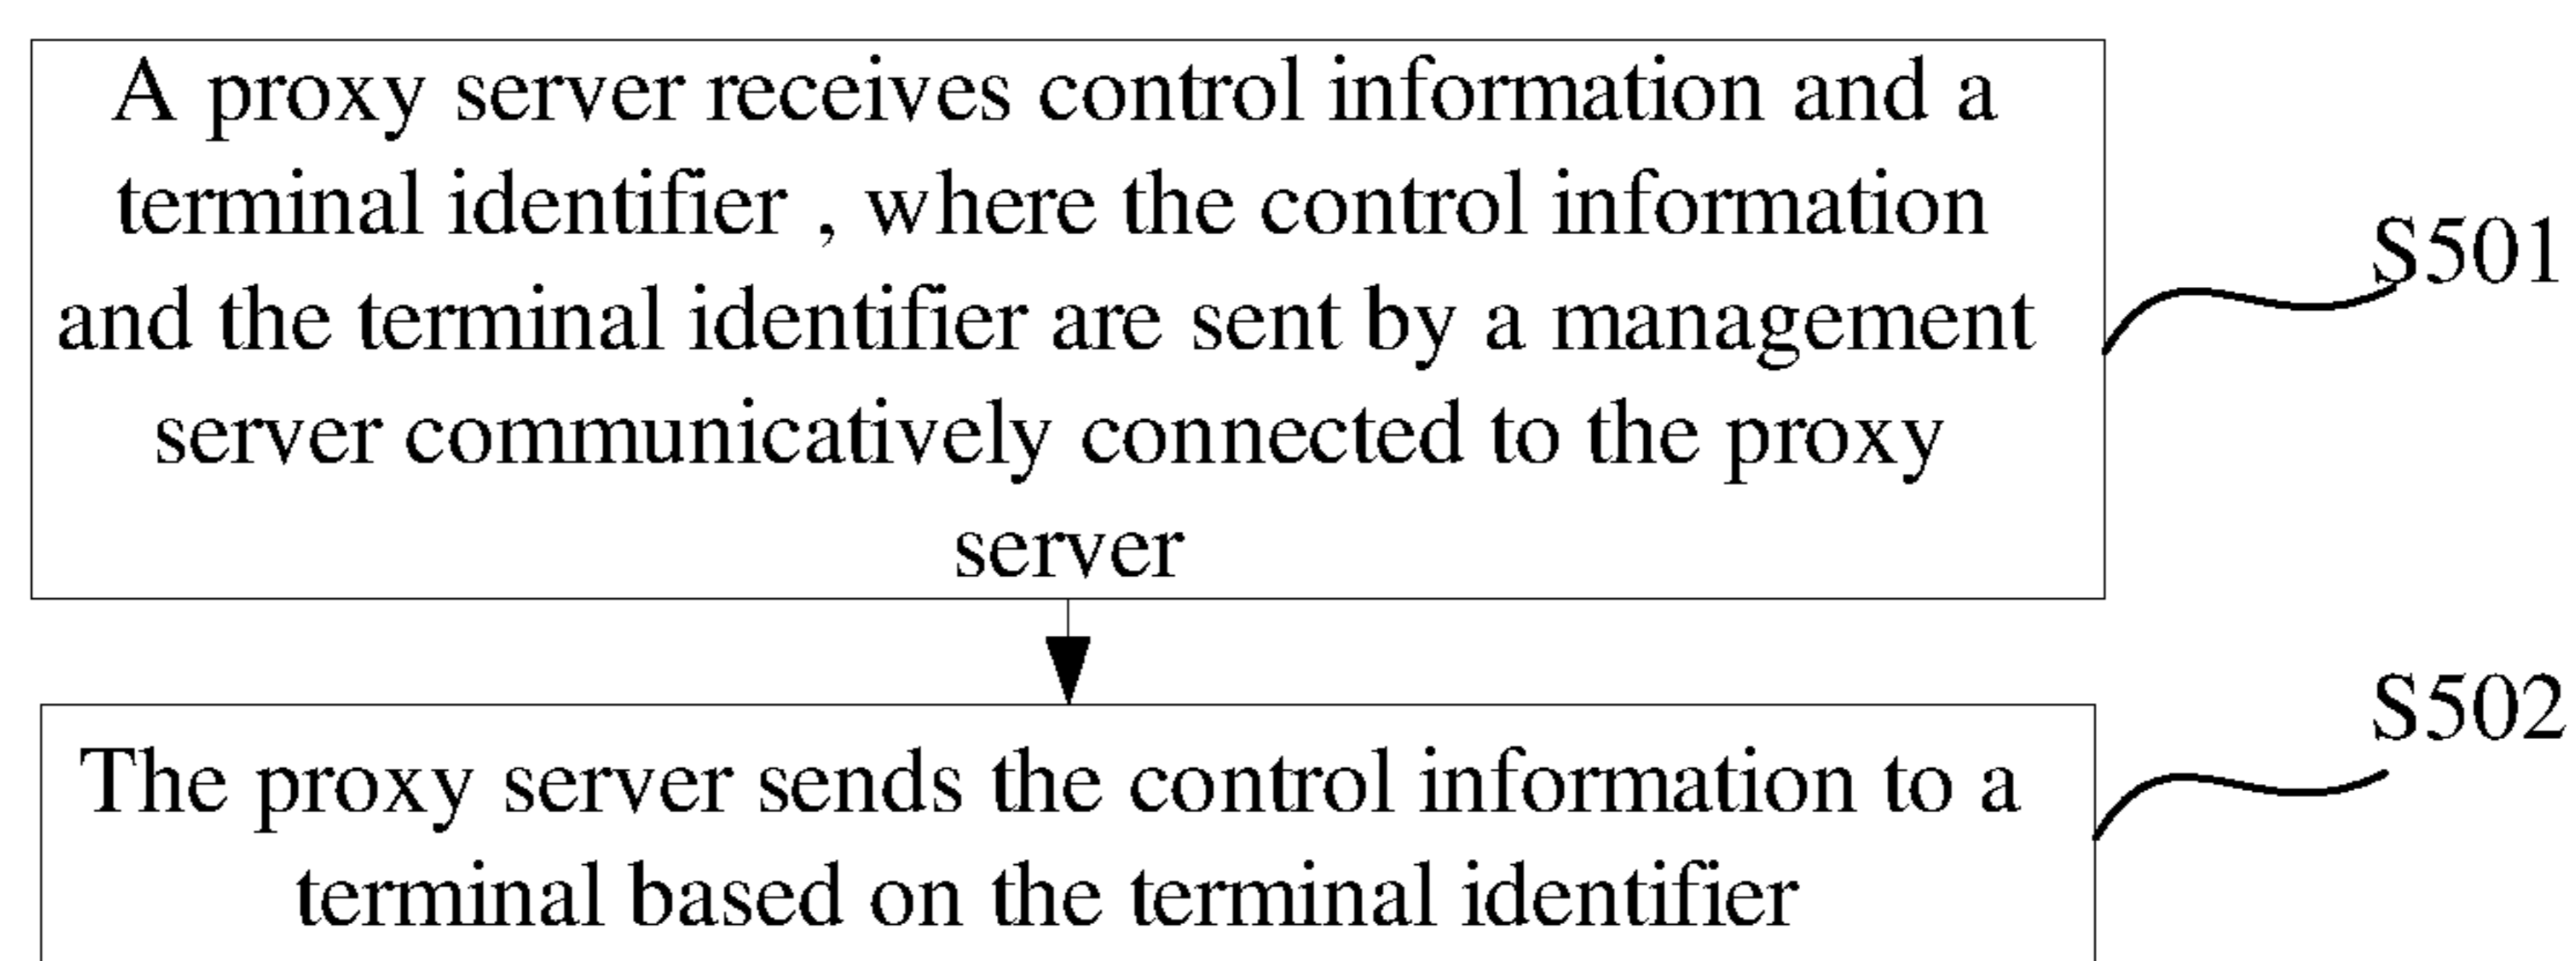 A proxy server receives control information and a
terminal identifier , where the control information
and the terminal identifier are sent by a management
server communicatively connected to the proxy
server
S501
The proxy server sends the control information to a
terminal based on the terminal identifier
S502